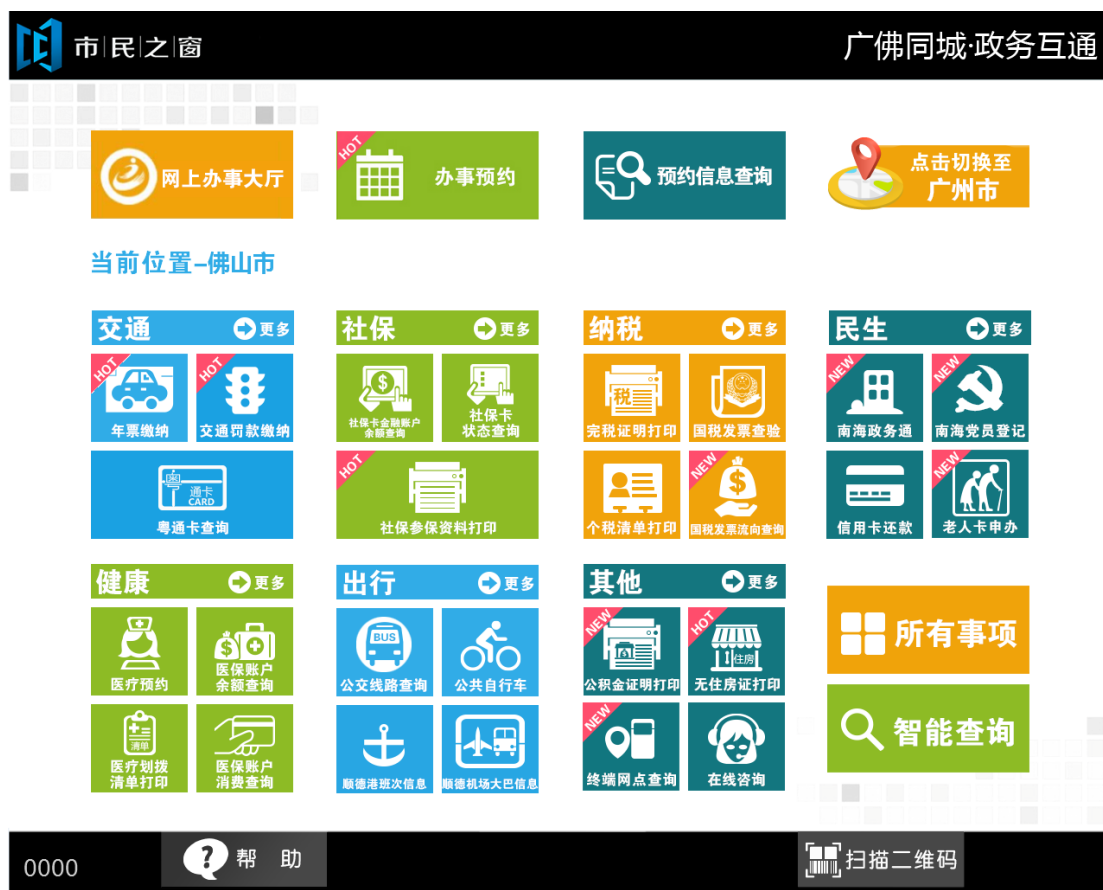 市民之窗
广佛同城·政务互通
网上办事大厅
HOT
办事预约
预约信息查询
点击切换至
广州市
当前位置-佛山市
交通
更多
HOT
年票缴纳
HOT
交通罚款缴纳
粤
通卡
CARD
粤通卡查询
社保
更多
社保卡金融账户
余额查询
社保卡
状态查询
HOT
社保参保资料打印
纳税
更多
税
完税证明打印
国税发票查验
个税清单打印
NEW
国税发票流向查询
民生
更多
NEW
南海政务通
NEW
南海党员登记
信用卡还款
NEW
老人卡申办
健康
更多
医疗预约
医保账户
余额查询
清单
医疗划拨
清单打印
医保账户
消费查询
出行
更多
BUS
公交线路查询
公共自行车
顺德港班次信息
顺德机场大巴信息
其他
更多
NEW
公积金证明打印
HOT
住房
无住房证打印
NEW
终端网点查询
在线咨询
所有事项
智能查询
0000
?
帮 助
扫描二维码